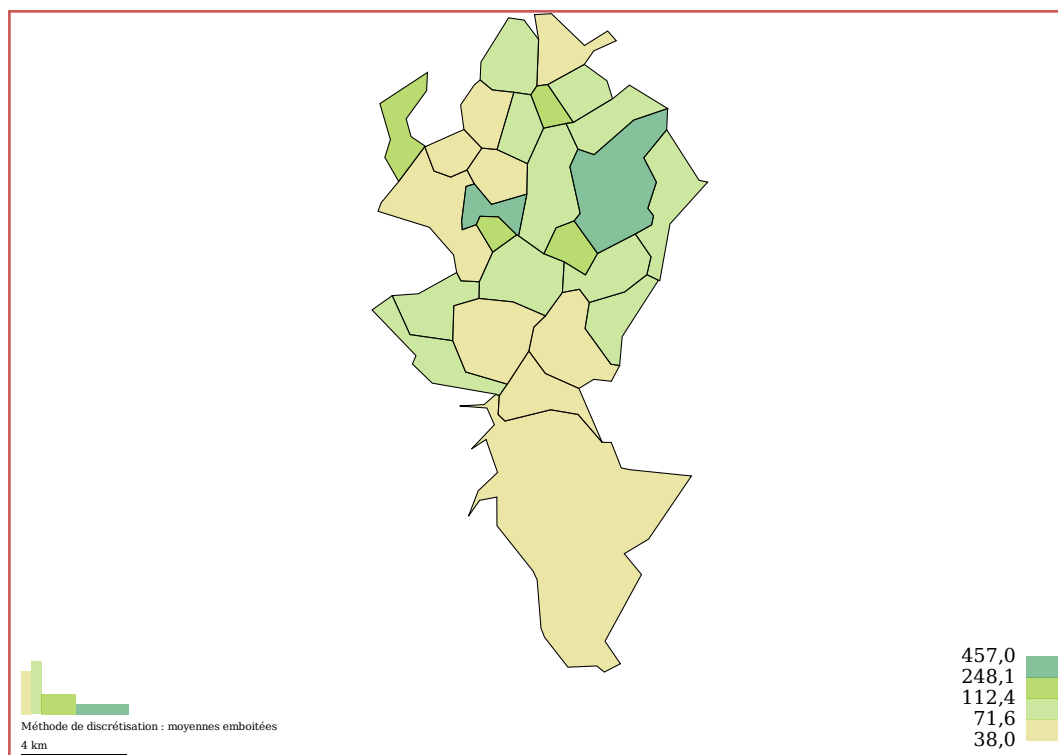 457,0
248,1
112,4
71,6
38,0
Méthode de discrétisation : moyennes emboitées
4 km